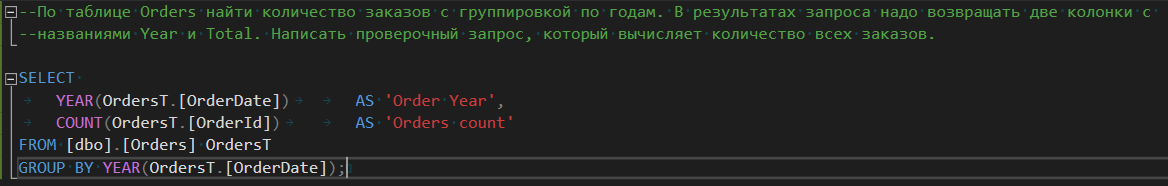 --По таблице Orders найти количество заказов с группировкой по годам. В результатах запроса надо возвращать две колонки c
--названиями Year и Total. Написать проверочный запрос, который вычисляет количество всех заказов.
SELECT
YEAR(OrdersT.[OrderDate]) AS 'Order Year',
COUNT(OrdersT.[OrderId]) AS 'Orders count'
FROM [dbo].[Orders] OrdersT
GROUP BY YEAR(OrdersT.[OrderDate]);